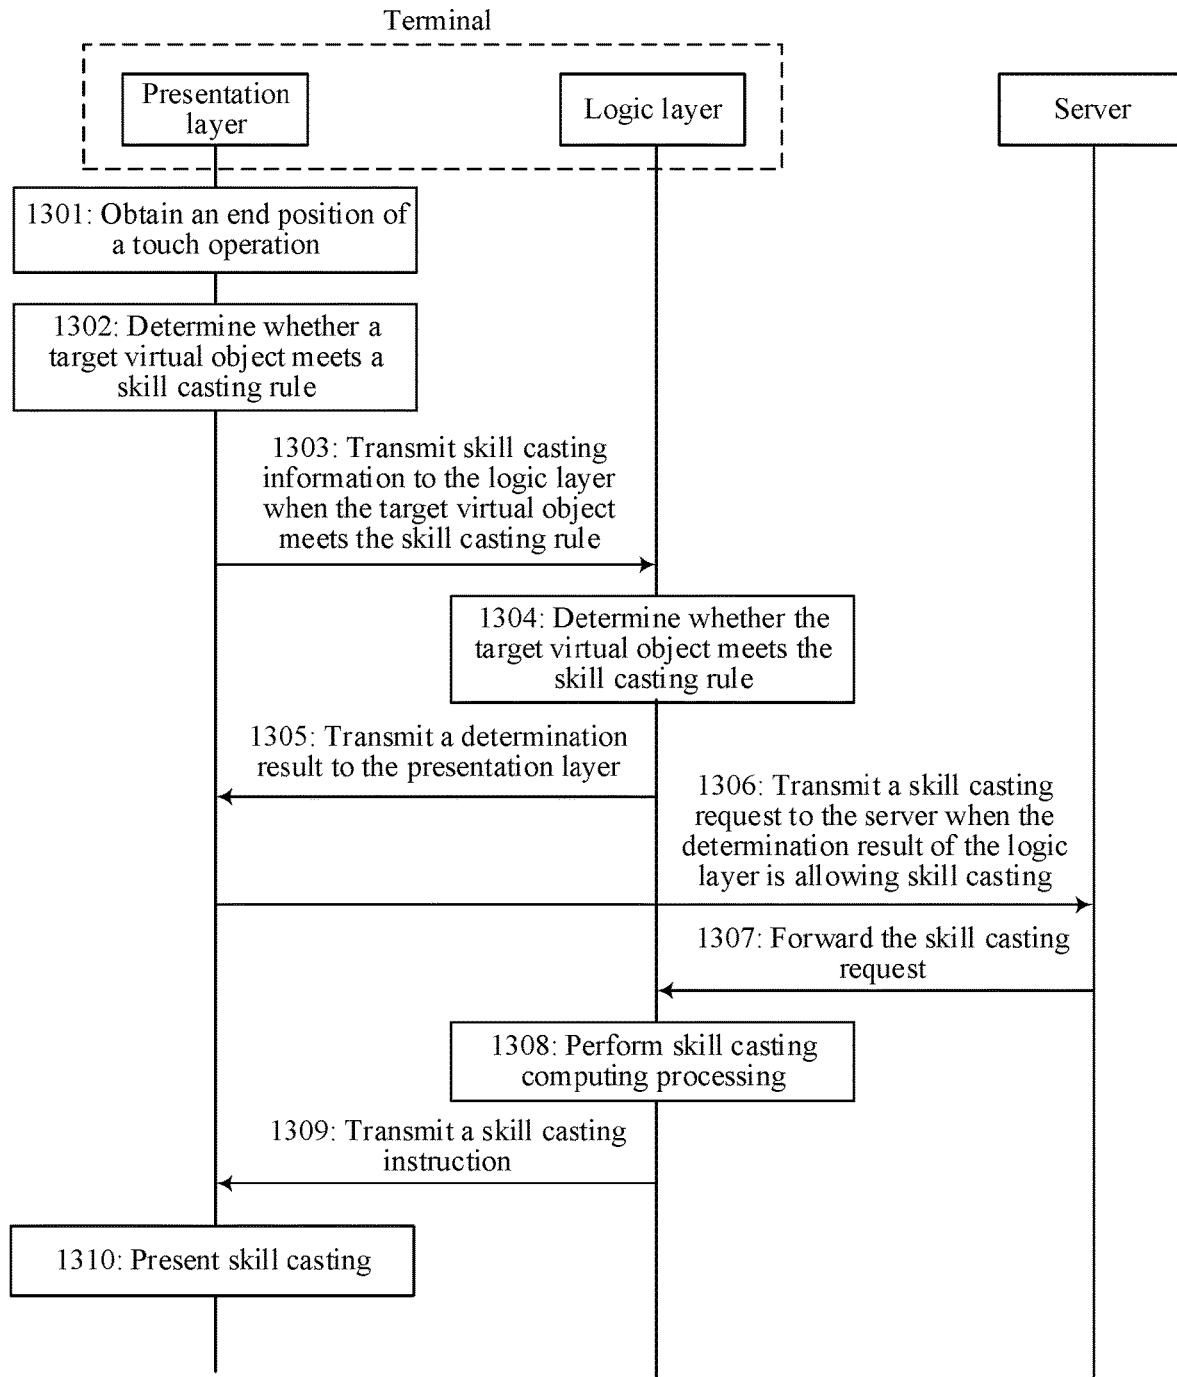 Terminal
Presentation
layer
Logic layer
Server
1301: Obtain an end position of
a touch operation
1302: Determine whether a
target virtual object meets a
skill casting rule
1303: Transmit skill casting
information to the logic layer
when the target virtual object
meets the skill casting rule
1304: Determine whether the
target virtual object meets the
skill casting rule
1305: Transmit a determination
result to the presentation layer
1306: Transmit a skill casting
request to the server when the
determination result of the logic
layer is allowing skill casting
1307: Forward the skill casting
request
1308: Perform skill casting
computing processing
1309: Transmit a skill casting
instruction
1310: Present skill casting